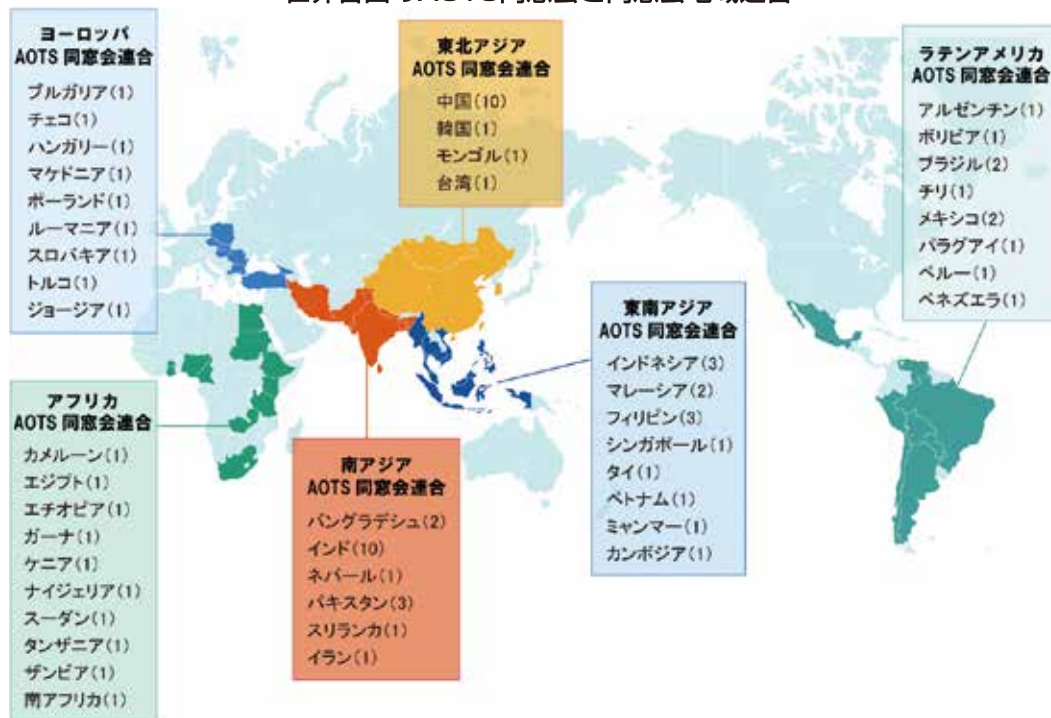 ヨーロッパ
AOTS 同窓会連合
ブルガリア(1)
チェコ(1)
ハンガリー(1)
マケドニア(1)
ポーランド(1)
ルーマニア(1)
スロバキア(1)
トルコ(1)
ジョージア(1)
東北アジア
AOTS 同窓会連合
中国(10)
韓国(1)
モンゴル(1)
台湾(1)
ラテンアメリカ
AOTS 同窓会連合
アルゼンチン(1)
ボリビア(1)
ブラジル(2)
チリ(1)
メキシコ(2)
パラグアイ(1)
ペルー(1)
ベネズエラ(1)
東南アジア
AOTS 同窓会連合
インドネシア(3)
マレーシア(2)
フィリピン(3)
シンガポール(1)
タイ(1)
ベトナム(1)
ミャンマー(1)
カンボジア(1)
アフリカ
AOTS 同窓会連合
カメルーン(1)
エジプト(1)
エチオピア(1)
ガーナ(1)
ケニア(1)
ナイジェリア(1)
スーダン(1)
タンザニア(1)
ザンビア(1)
南アフリカ(1)
南アジア
AOTS 同窓会連合
バングラデシュ(2)
インド(10)
ネパール(1)
パキスタン(3)
スリランカ(1)
イラン(1)